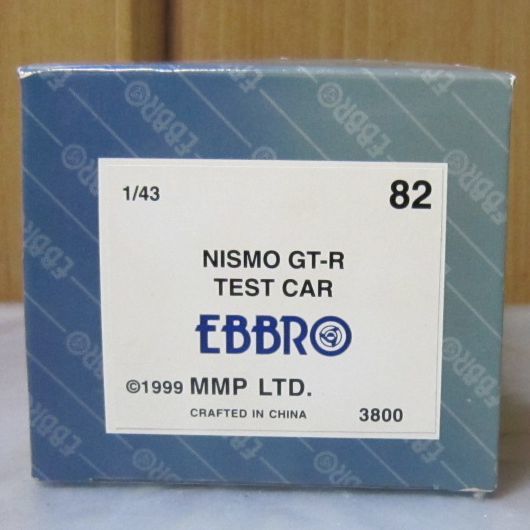 1/43 82
NISMO GT-R
TEST CAR
EBBRO
©1999 MMP LTD.
CRAFTED IN CHINA 3800